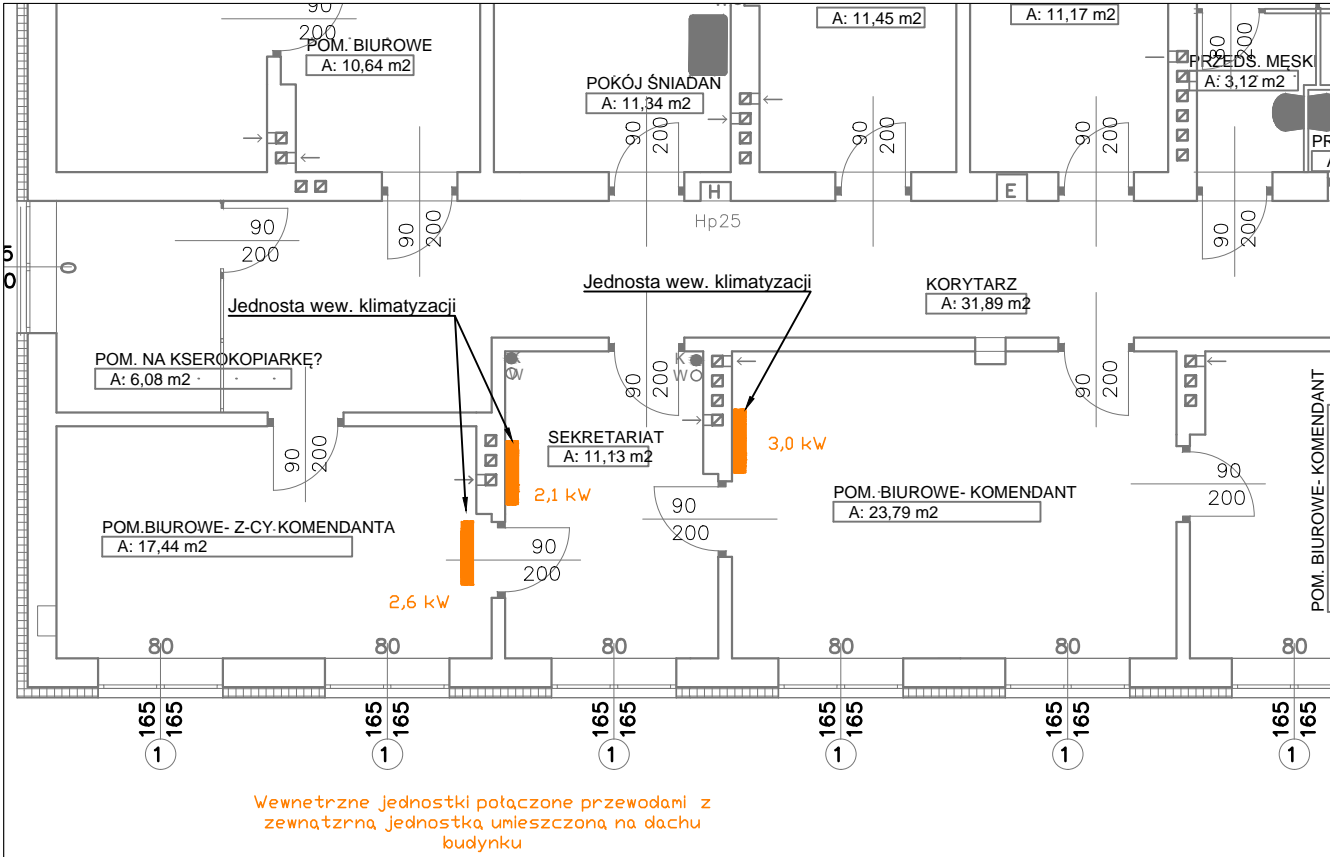 90
200
POM. BIUROWE
A: 10,64 m2
POKÓJ ŚNIADAŃ
A: 11,34 m2
A: 11,45 m2
A: 11,17 m2
80
200
PRZEDS. MĘSKI
A: 3,12 m2
90
200
90
200
90
200
H
E
Hp25
90
200
90
200
90
200
0
Jednosta wew. klimatyzacji
Jednosta wew. klimatyzacji
KORYTARZ
A: 31,89 m2
POM. NA KSEROKOPIARKĘ?
A: 6,08 m2
K
W
K
W
90
200
90
200
90
200
SEKRETARIAT
A: 11,13 m2
3,0 kW
2,1 kW
POM. BIUROWE- KOMENDANT
A: 23,79 m2
90
200
90
200
POM.BIUROWE- Z-CY KOMENDANTA
A: 17,44 m2
90
200
2,6 kW
POM. BIUROWE- KOMENDANT
80
80
80
80
80
80
165
165
165
165
165
165
165
165
165
165
165
165
1
1
1
1
1
1
Wewnetrzne jednostki połączone przewodami z
zewnątzrną jednostką umieszczoną na dachu
budynku